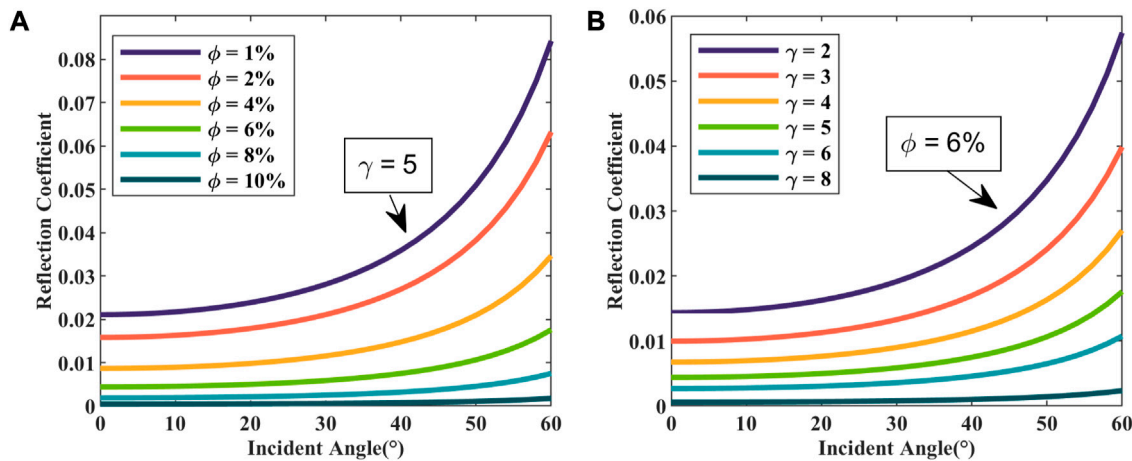 A
0.08
0.07
0.06
0.05
0.04
0.03
0.02
0.01
0
Reflection Coefficient
ϕ = 1%
ϕ = 2%
ϕ = 4%
ϕ = 6%
ϕ = 8%
ϕ = 10%
γ = 5
0 10 20 30 40 50 60
Incident Angle(°)
B
0.06
0.05
0.04
0.03
0.02
0.01
0
Reflection Coefficient
γ = 2
γ = 3
γ = 4
γ = 5
γ = 6
γ = 8
ϕ = 6%
0 10 20 30 40 50 60
Incident Angle(°)